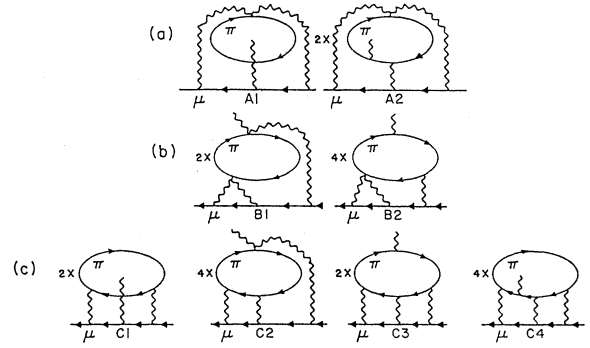 (a) π 2X π
μ A1 μ A2
(b) 2X π 4X π
μ B1 μ B2
(c) 2X π 4X π 2X π 4X π
μ C1 μ C2 μ C3 μ C4